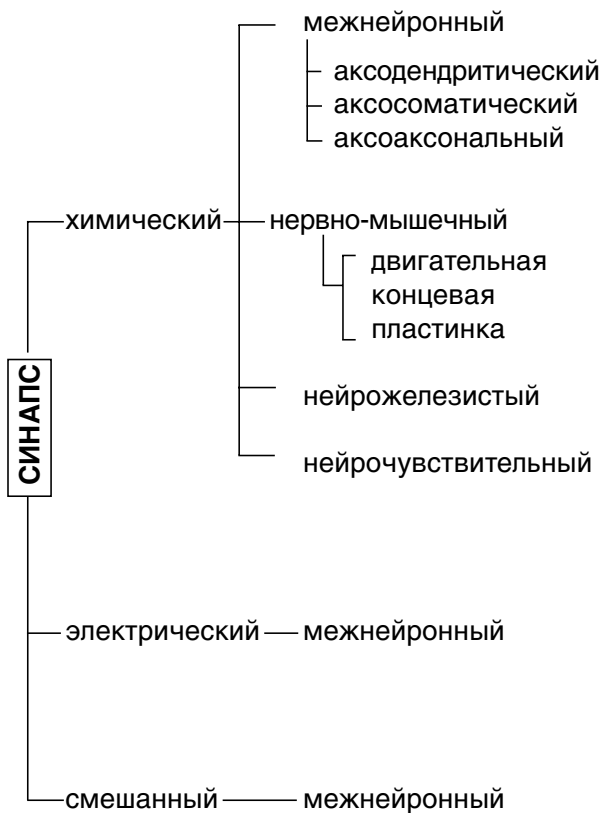 межнейронный
аксодендритический
аксосоматический
аксоаксональный
химический
нервно-мышечный
двигательная
концевая
пластинка
СИНАПС
нейрожелезистый
нейрочувствительный
электрический
межнейронный
смешанный
межнейронный